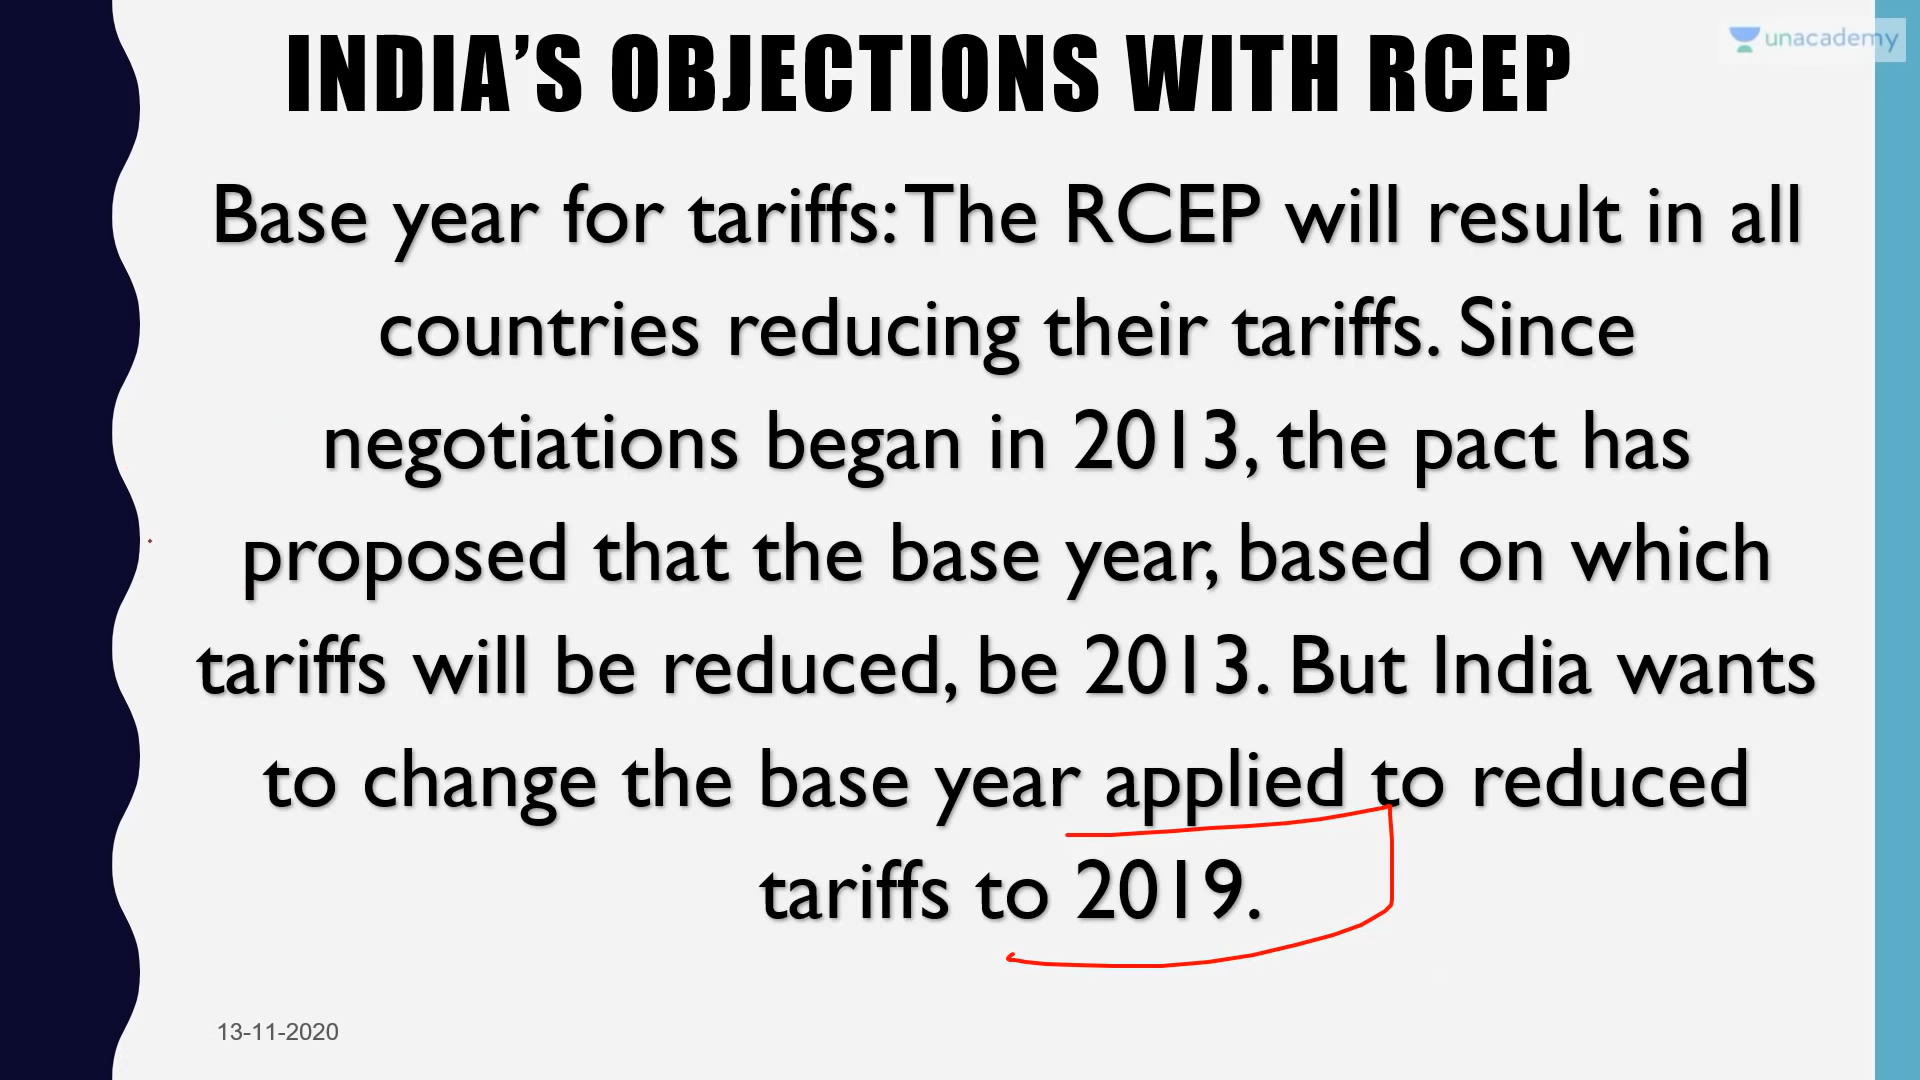 INDIA’S OBJECTIONS WITH RCEP
unacademy
Base year for tariffs: The RCEP will result in all
countries reducing their tariffs. Since
negotiations began in 2013, the pact has
proposed that the base year, based on which
tariffs will be reduced, be 2013. But India wants
to change the base year applied to reduced
tariffs to 2019.
13-11-2020